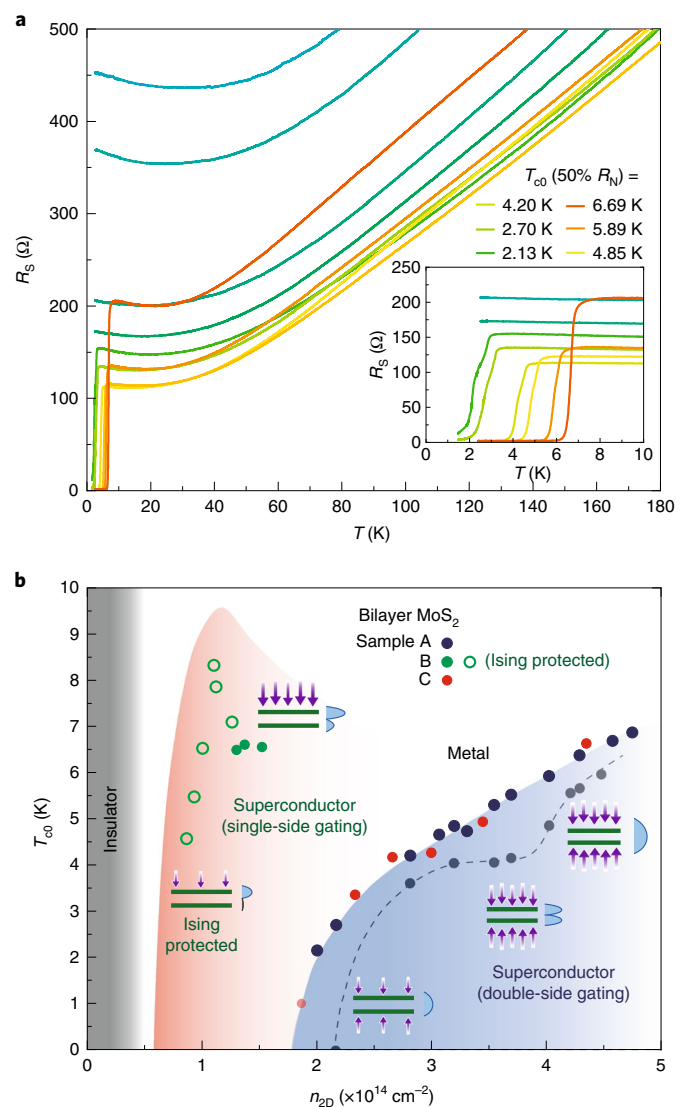 a
500
400
300
200
100
0
R_S (Ω)
0 20 40 60 80 100 120 140 160 180
T (K)
T_c0 (50% R_N) =
4.20 K 6.69 K
2.70 K 5.89 K
2.13 K 4.85 K
250
200
150
100
50
0
R_S (Ω)
0 2 4 6 8 10
T (K)
b
10
9
8
7
6
5
4
3
2
1
0
T_c0 (K)
Insulator
Bilayer MoS₂
Sample A
B (Ising protected)
C
Metal
Superconductor
(single-side gating)
Ising
protected
Superconductor
(double-side gating)
0 1 2 3 4 5
n_2D (×10¹⁴ cm⁻²)